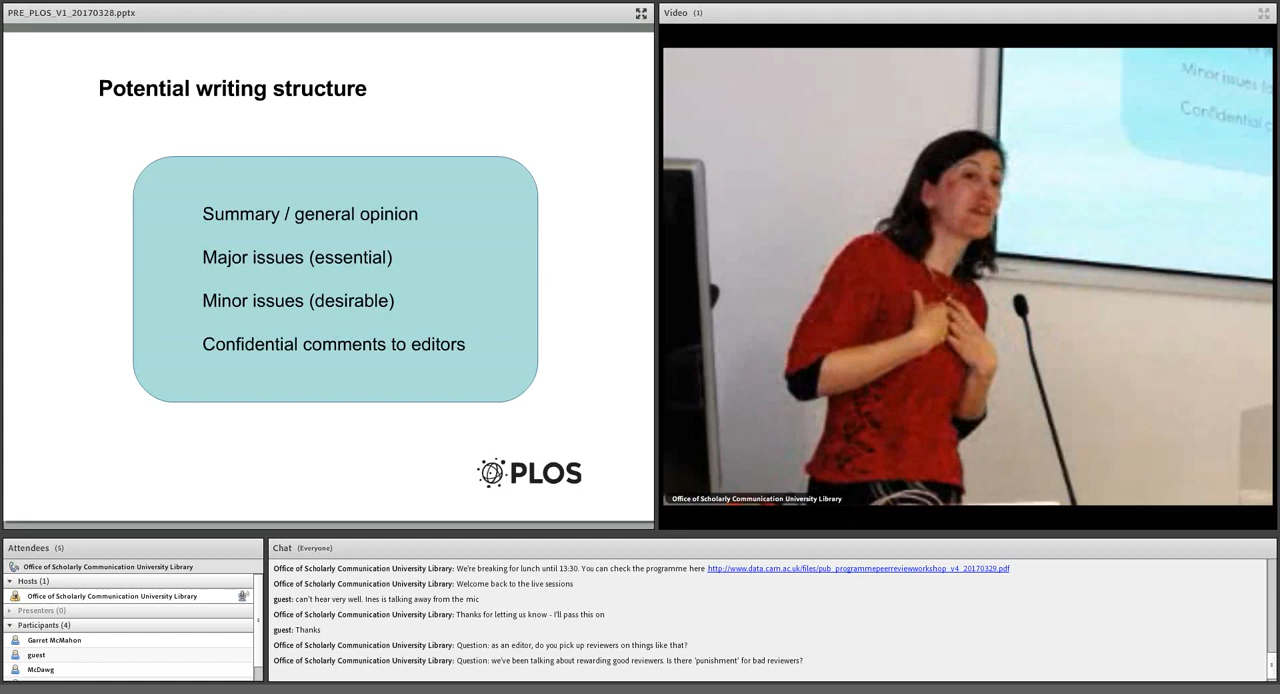 PRE_PLOS_V1_20170328.pptx
Potential writing structure
Summary / general opinion
Major issues (essential)
Minor issues (desirable)
Confidential comments to editors
PLOS
Video (1)
Minor issues
Confidential
Office of Scholarly Communication University Library
Attendees (5)
Office of Scholarly Communication University Library
Hosts (1)
Office of Scholarly Communication University Library
Presenters (0)
Participants (4)
Garret McMahon
guest
McDawg
Chat (Everyone)
Office of Scholarly Communication University Library: We're breaking for lunch until 13:30. You can check the programme here http://www.data.cam.ac.uk/files/pub_programmepeerreviewworkshop_v4_20170329.pdf
Office of Scholarly Communication University Library: Welcome back to the live sessions
guest: can't hear very well. Ines is talking away from the mic
Office of Scholarly Communication University Library: Thanks for letting us know - I'll pass this on
guest: Thanks
Office of Scholarly Communication University Library: Question: as an editor, do you pick up reviewers on things like that?
Office of Scholarly Communication University Library: Question: we've been talking about rewarding good reviewers. Is there 'punishment' for bad reviewers?